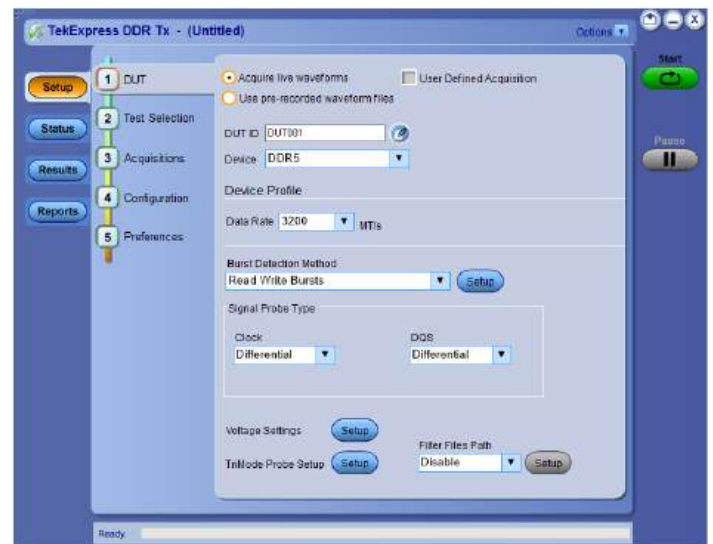 TekExpress DDR Tx - (Untitled)
Options
Start
Pause
Setup
Status
Results
Reports
1 DUT
2 Test Selection
3 Acquisitions
4 Configuration
5 Preferences
Acquire live waveforms
User Defined Acquisition
Use pre-recorded waveform files
DUT ID DUT001
Device DDR5
Device Profile
Data Rate 3200 MT/s
Burst Detection Method
Read Write Bursts Setup
Signal Probe Type
Clock DQS
Differential Differential
Voltage Settings Setup
Filter Files Path
TriMode Probe Setup Setup Disable Setup
Ready